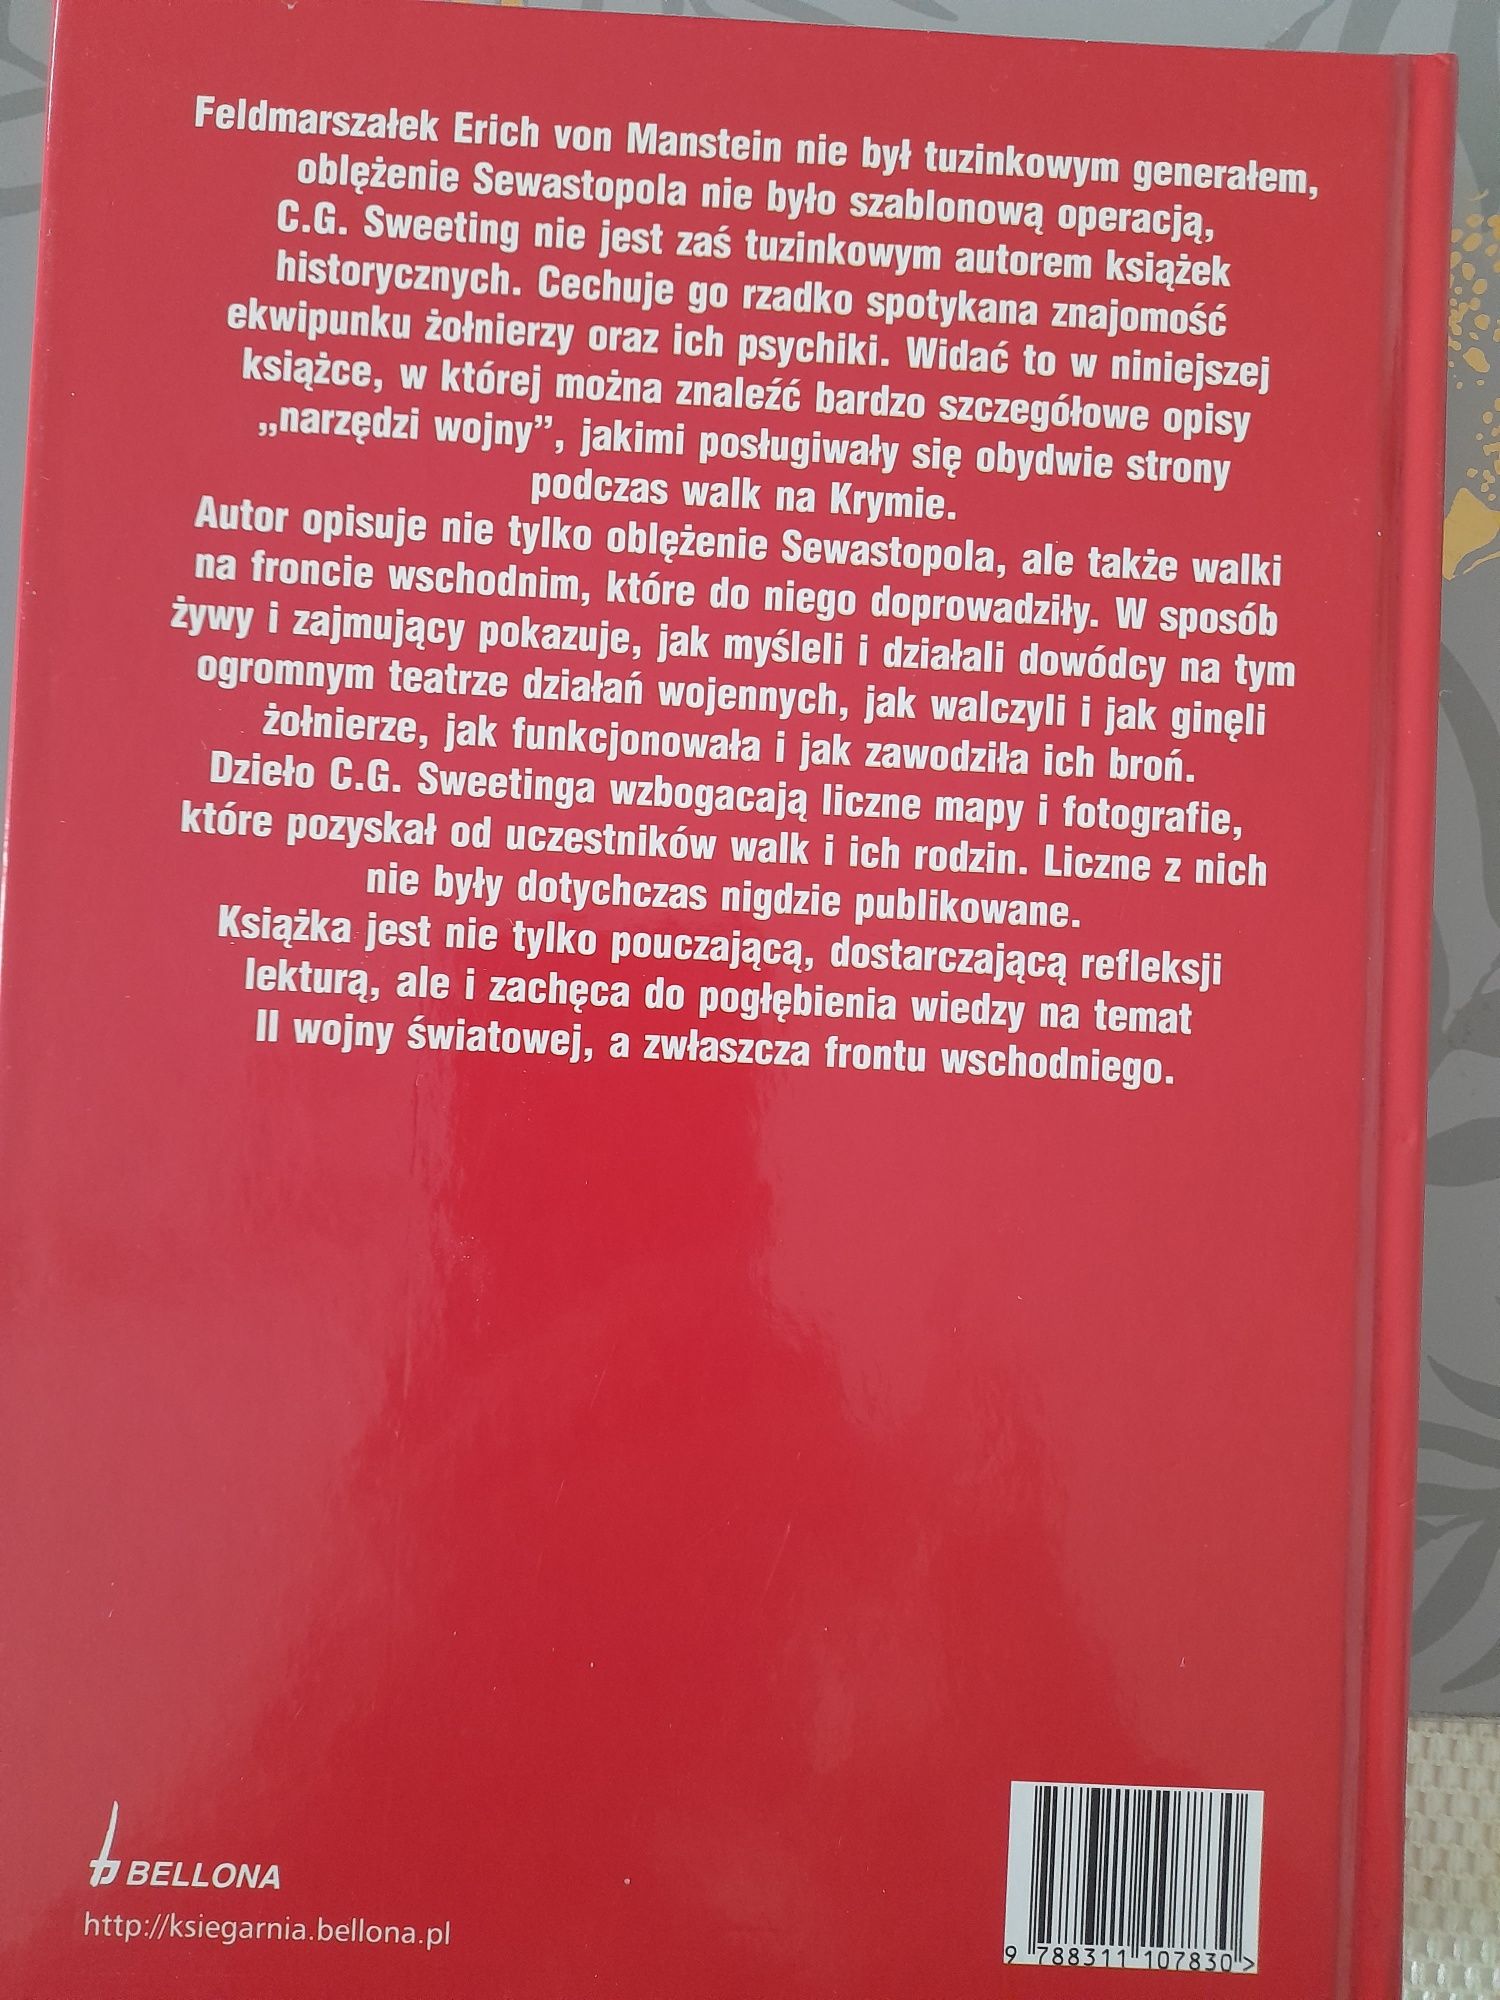 Feldmarszałek Erich von Manstein nie był tuzinkowym generałem,
oblężenie Sewastopola nie było szablonową operacją,
C.G. Sweeting nie jest zaś tuzinkowym autorem książek
historycznych. Cechuje go rzadko spotykana znajomość
ekwipunku żołnierzy oraz ich psychiki. Widać to w niniejszej
książce, w której można znaleźć bardzo szczegółowe opisy
„narzędzi wojny”, jakimi posługiwały się obydwie strony
podczas walk na Krymie.
Autor opisuje nie tylko oblężenie Sewastopola, ale także walki
na froncie wschodnim, które do niego doprowadziły. W sposób
żywy i zajmujący pokazuje, jak myśleli i działali dowódcy na tym
ogromnym teatrze działań wojennych, jak walczyli i jak ginęli
żołnierze, jak funkcjonowała i jak zawodziła ich broń.
Dzieło C.G. Sweetinga wzbogacają liczne mapy i fotografie,
które pozyskał od uczestników walk i ich rodzin. Liczne z nich
nie były dotychczas nigdzie publikowane.
Książka jest nie tylko pouczającą, dostarczającą refleksji
lekturą, ale i zachęca do pogłębienia wiedzy na temat
II wojny światowej, a zwłaszcza frontu wschodniego.
BELLONA
http://ksiegarnia.bellona.pl
9 788311 107830 >